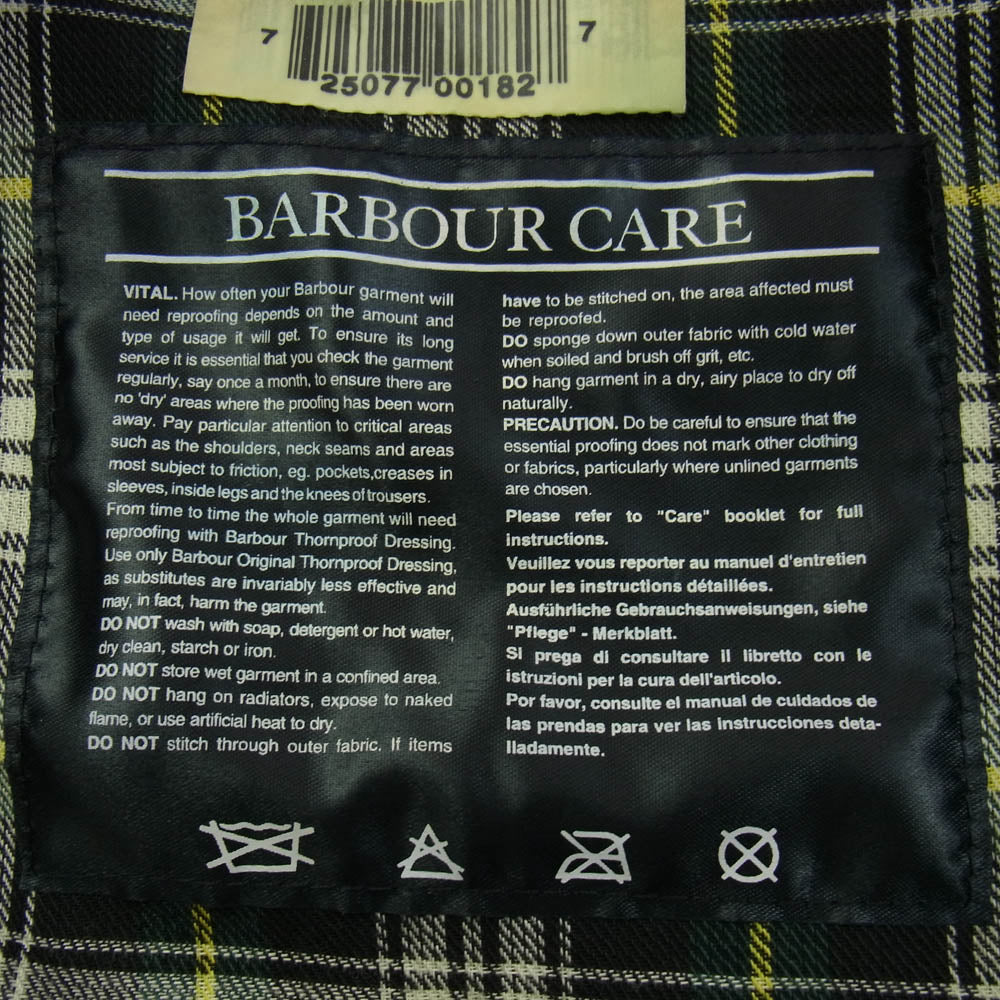 7 25077 00182 7
BARBOUR CARE
VITAL. How often your Barbour garment will
need reproofing depends on the amount and
type of usage it will get. To ensure its long
service it is essential that you check the garment
regularly, say once a month, to ensure there are
no 'dry' areas where the proofing has been worn
away. Pay particular attention to critical areas
such as the shoulders, neck seams and areas
most subject to friction, eg. pockets,creases in
sleeves, inside legs and the knees of trousers.
From time to time the whole garment will need
reproofing with Barbour Thornproof Dressing.
Use only Barbour Original Thornproof Dressing,
as substitutes are invariably less effective and
may, in fact, harm the garment.
DO NOT wash with soap, detergent or hot water,
dry clean, starch or iron.
DO NOT store wet garment in a confined area.
DO NOT hang on radiators, expose to naked
flame, or use artificial heat to dry.
DO NOT stitch through outer fabric. If items
have to be stitched on, the area affected must
be reproofed.
DO sponge down outer fabric with cold water
when soiled and brush off grit, etc.
DO hang garment in a dry, airy place to dry off
naturally.
PRECAUTION. Do be careful to ensure that the
essential proofing does not mark other clothing
or fabrics, particularly where unlined garments
are chosen.
Please refer to "Care" booklet for full
instructions.
Veuillez vous reporter au manuel d'entretien
pour les instructions détaillées.
Ausführliche Gebrauchsanweisungen, siehe
"Pflege" - Merkblatt.
Si prega di consultare il libretto con le
istruzioni per la cura dell'articolo.
Por favor, consulte el manual de cuidados de
las prendas para ver las instrucciones deta-
lladamente.